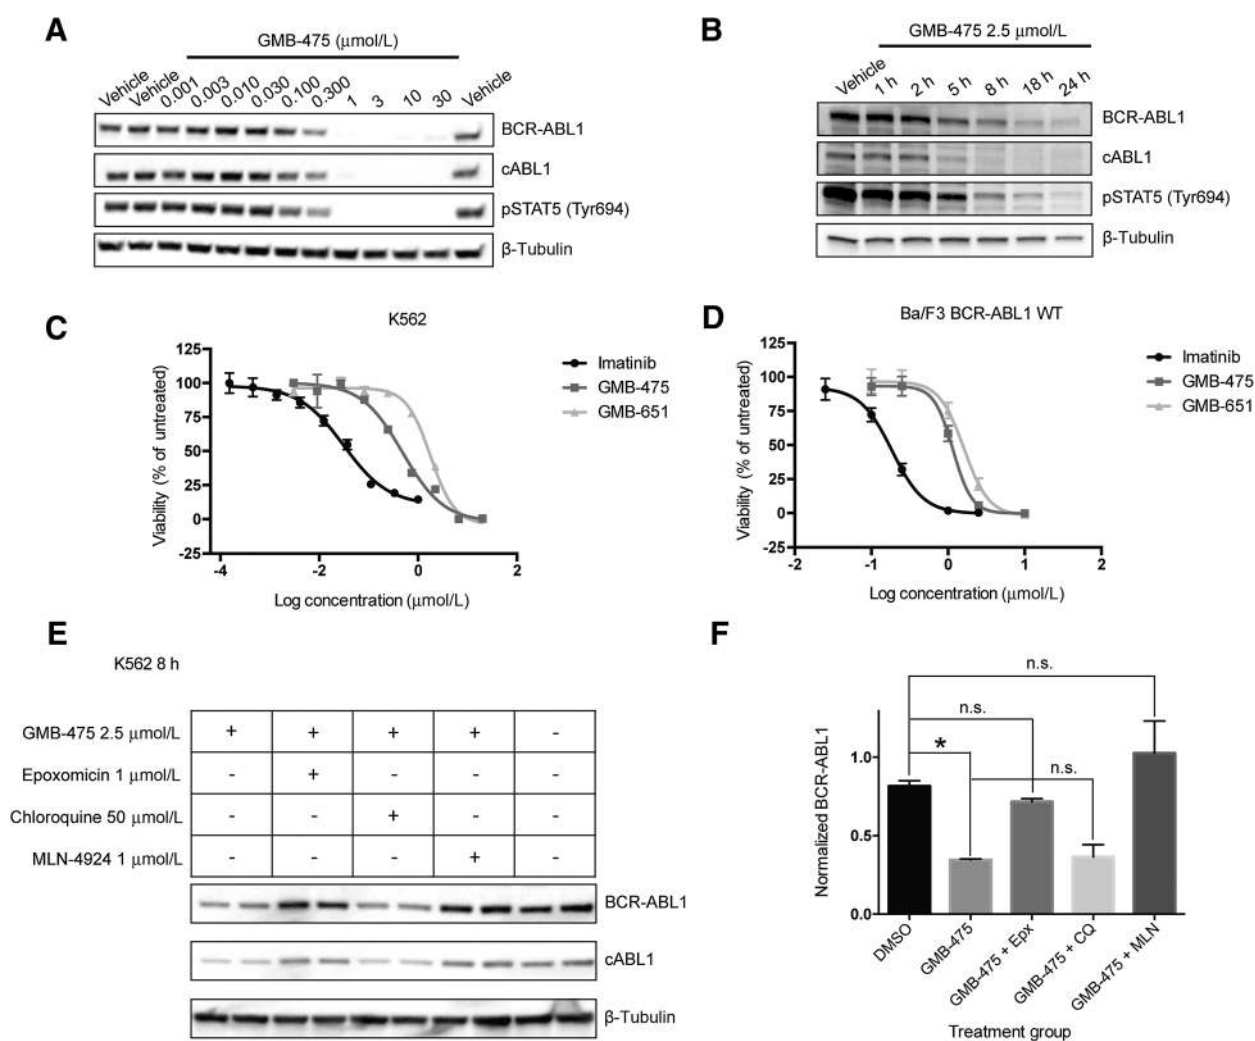 A
GMB-475 (μmol/L)
Vehicle Vehicle 0.001 0.003 0.010 0.030 0.100 0.300 1 3 10 30 Vehicle
BCR-ABL1
cABL1
pSTAT5 (Tyr694)
β-Tubulin
B
GMB-475 2.5 μmol/L
Vehicle 1 h 2 h 5 h 8 h 18 h 24 h
BCR-ABL1
cABL1
pSTAT5 (Tyr694)
β-Tubulin
C
K562
Viability (% of untreated)
125
100
75
50
25
0
-25
-4 -2 0 2
Log concentration (μmol/L)
Imatinib
GMB-475
GMB-651
D
Ba/F3 BCR-ABL1 WT
Viability (% of untreated)
125
100
75
50
25
0
-25
-2 -1 0 1 2
Log concentration (μmol/L)
Imatinib
GMB-475
GMB-651
E
K562 8 h
GMB-475 2.5 μmol/L + + + + -
Epoxomicin 1 μmol/L - + - - -
Chloroquine 50 μmol/L - - + - -
MLN-4924 1 μmol/L - - - + -
BCR-ABL1
cABL1
β-Tubulin
F
n.s.
n.s.
*
n.s.
Normalized BCR-ABL1
1.0
0.5
0.0
DMSO GMB-475 GMB-475 + Epx GMB-475 + CQ GMB-475 + MLN
Treatment group